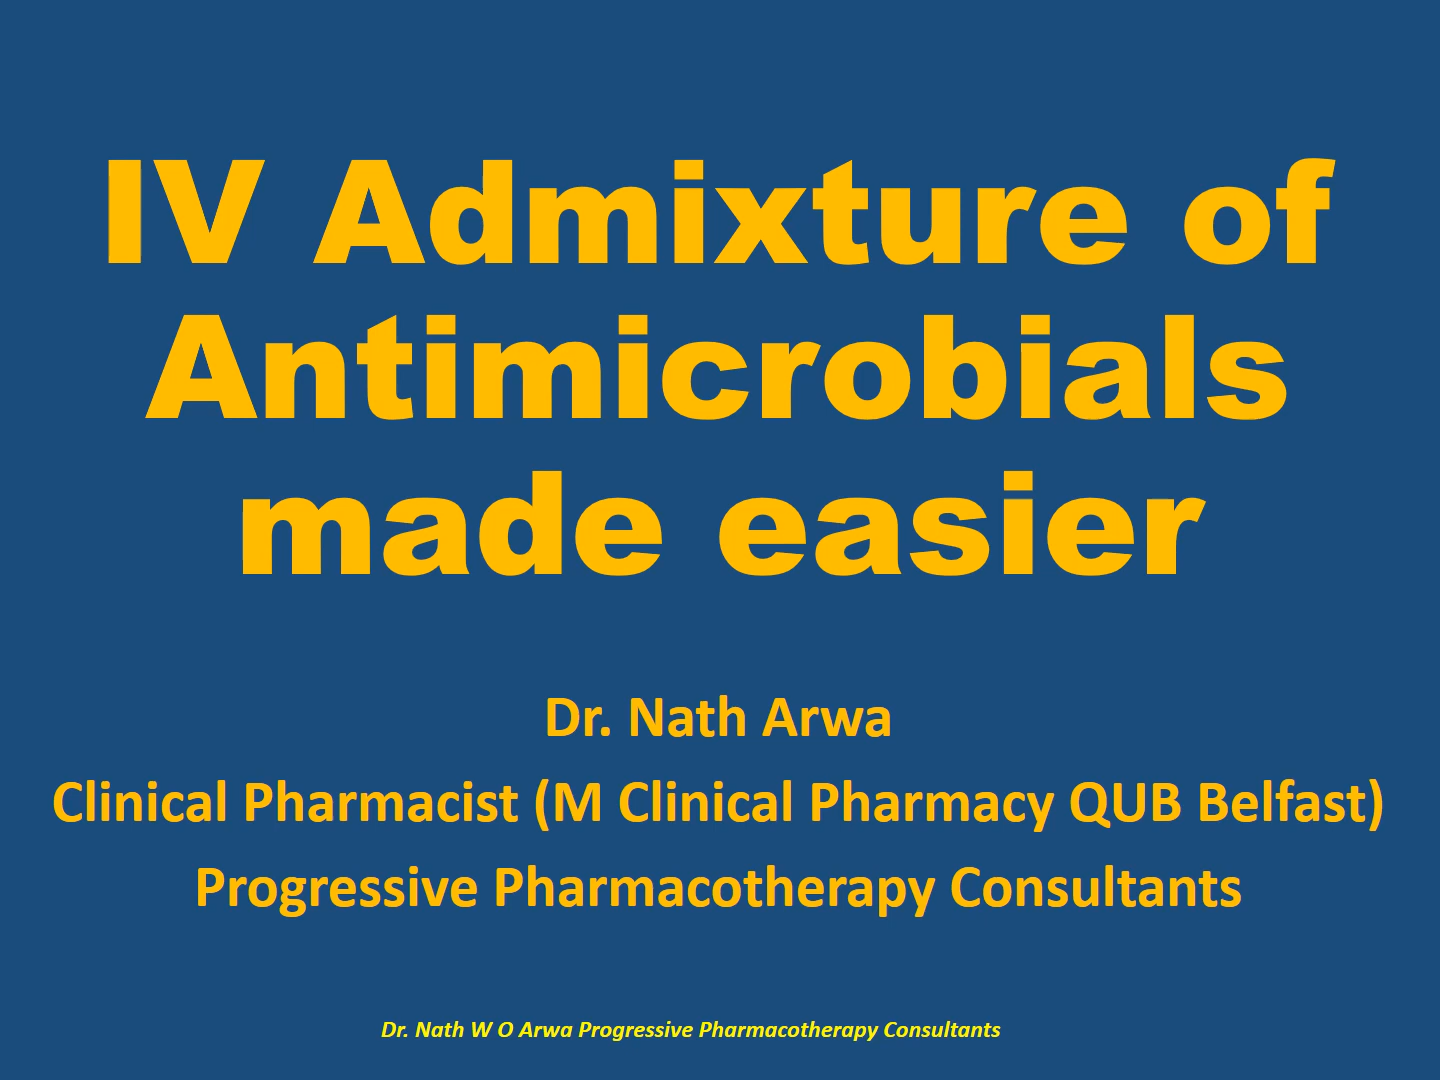 IV Admixture of
Antimicrobials
made easier
Dr. Nath Arwa
Clinical Pharmacist (M Clinical Pharmacy QUB Belfast)
Progressive Pharmacotherapy Consultants
Dr. Nath W O Arwa Progressive Pharmacotherapy Consultants